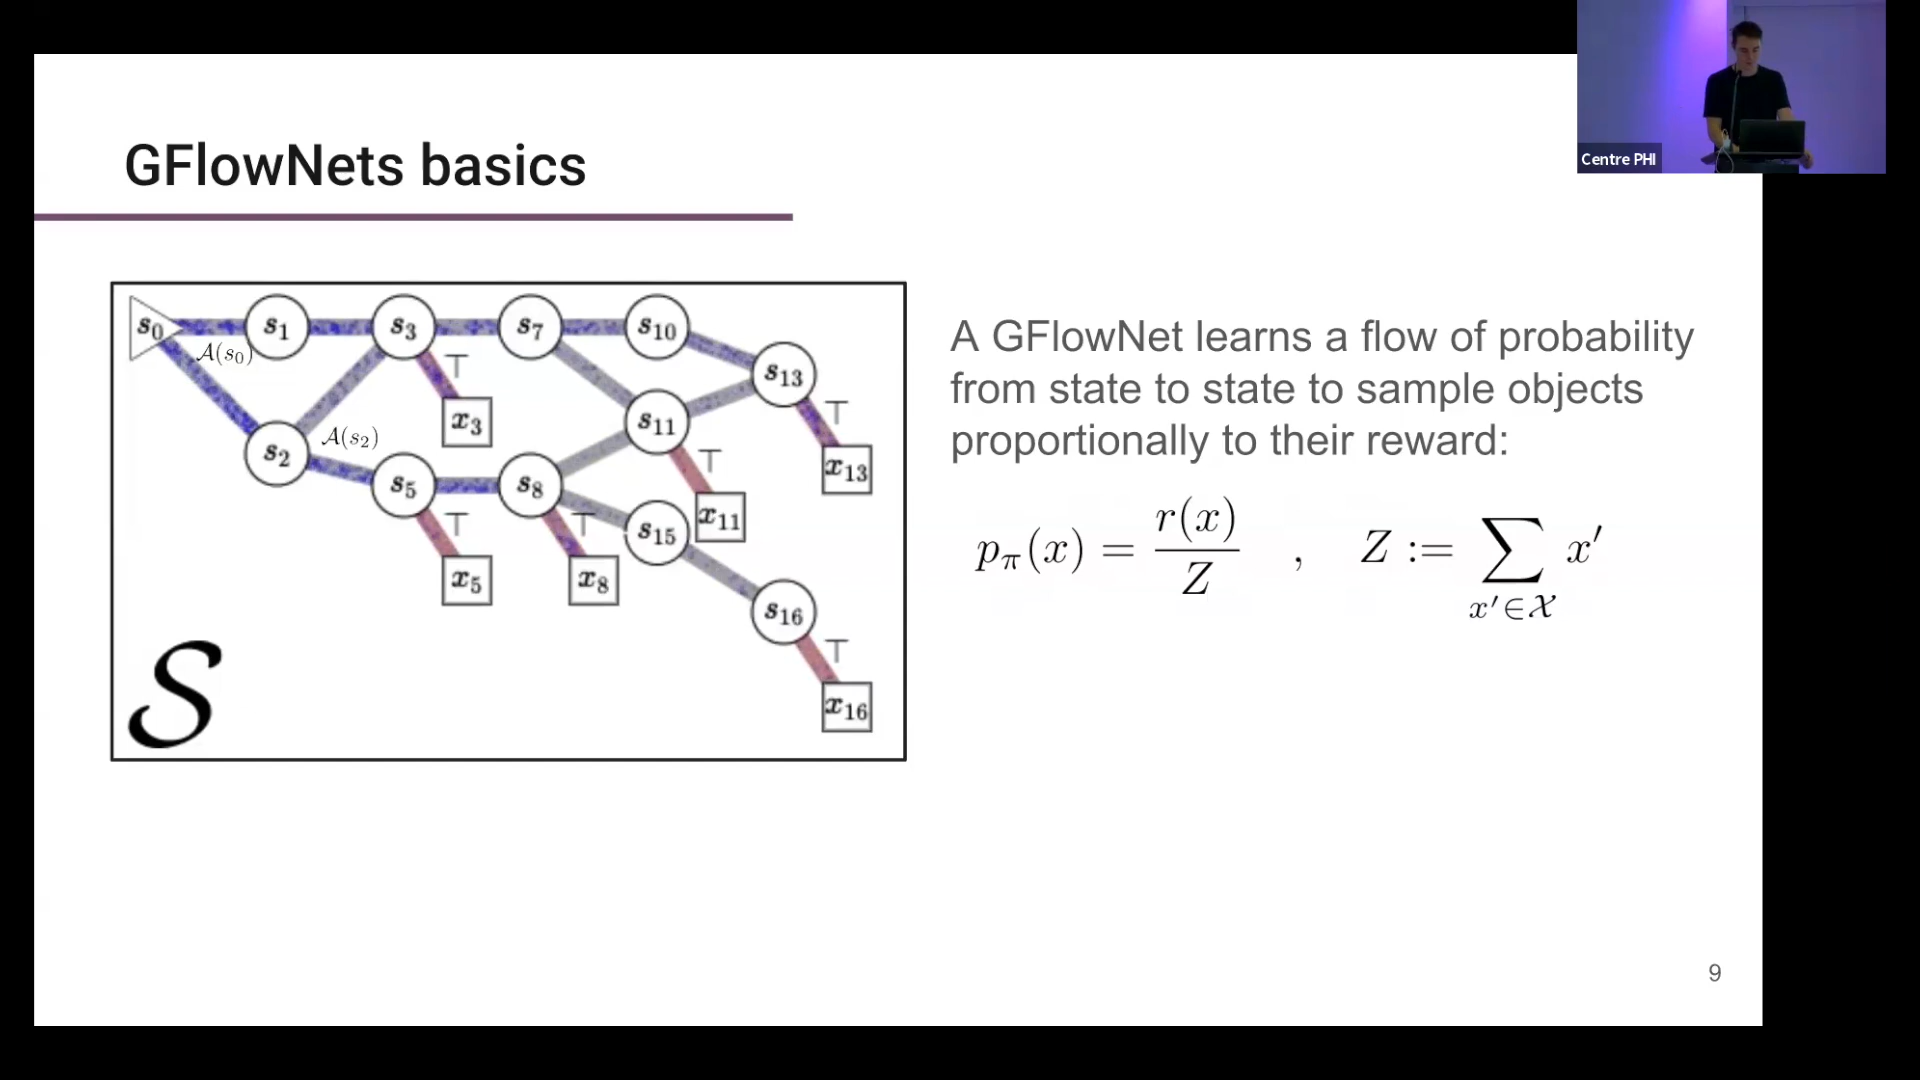 Centre PHI
GFlowNets basics
s₀ s₁ s₃ s₇ s₁₀
𝒜(s₀)
⊤
s₁₃
⊤
x₃ s₁₁
𝒜(s₂)
s₂
⊤
x₁₃
s₅ s₈
x₁₁
⊤ ⊤
s₁₅
x₅ x₈
s₁₆
⊤
x₁₆
𝒮
A GFlowNet learns a flow of probability
from state to state to sample objects
proportionally to their reward:
p_π(x) = r(x)/Z , Z := ∑_{x′∈𝒳} x′
9